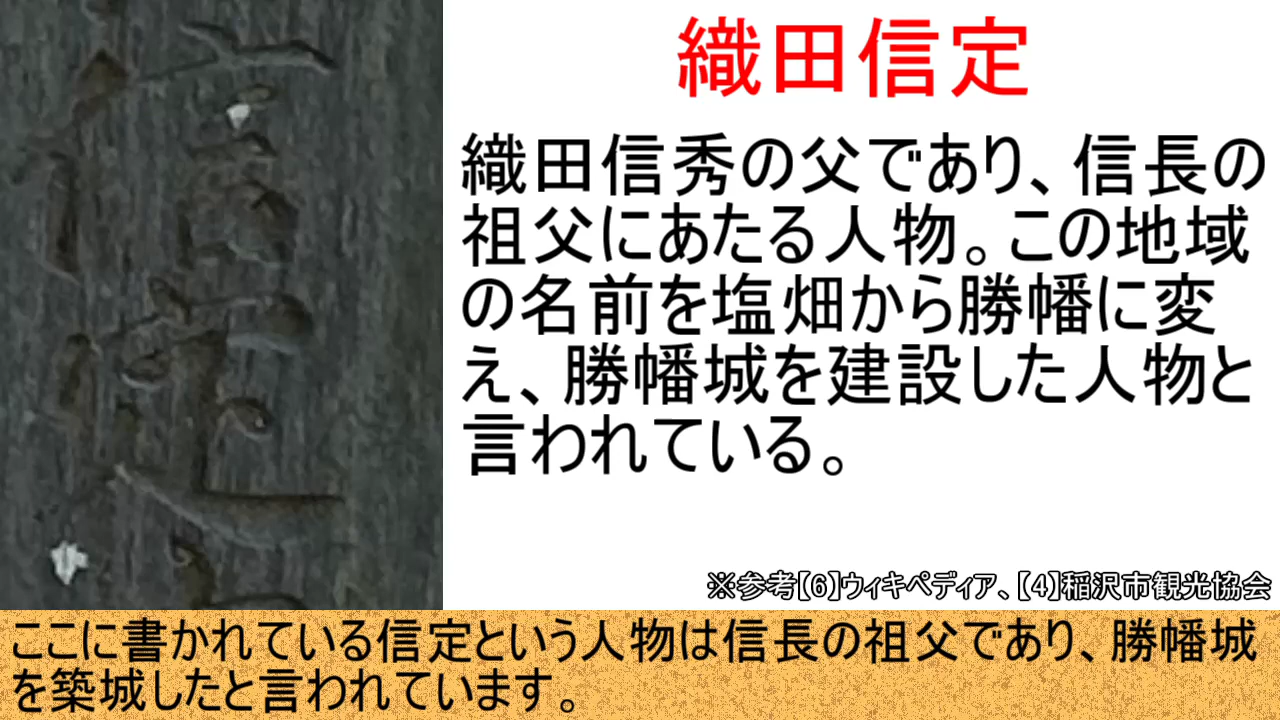 信定
織田信定
織田信秀の父であり、信長の
祖父にあたる人物。この地域
の名前を塩畑から勝幡に変
え、勝幡城を建設した人物と
言われている。
※参考【6】ウィキペディア、【4】稲沢市観光協会
ここに書かれている信定という人物は信長の祖父であり、勝幡城
を築城したと言われています。